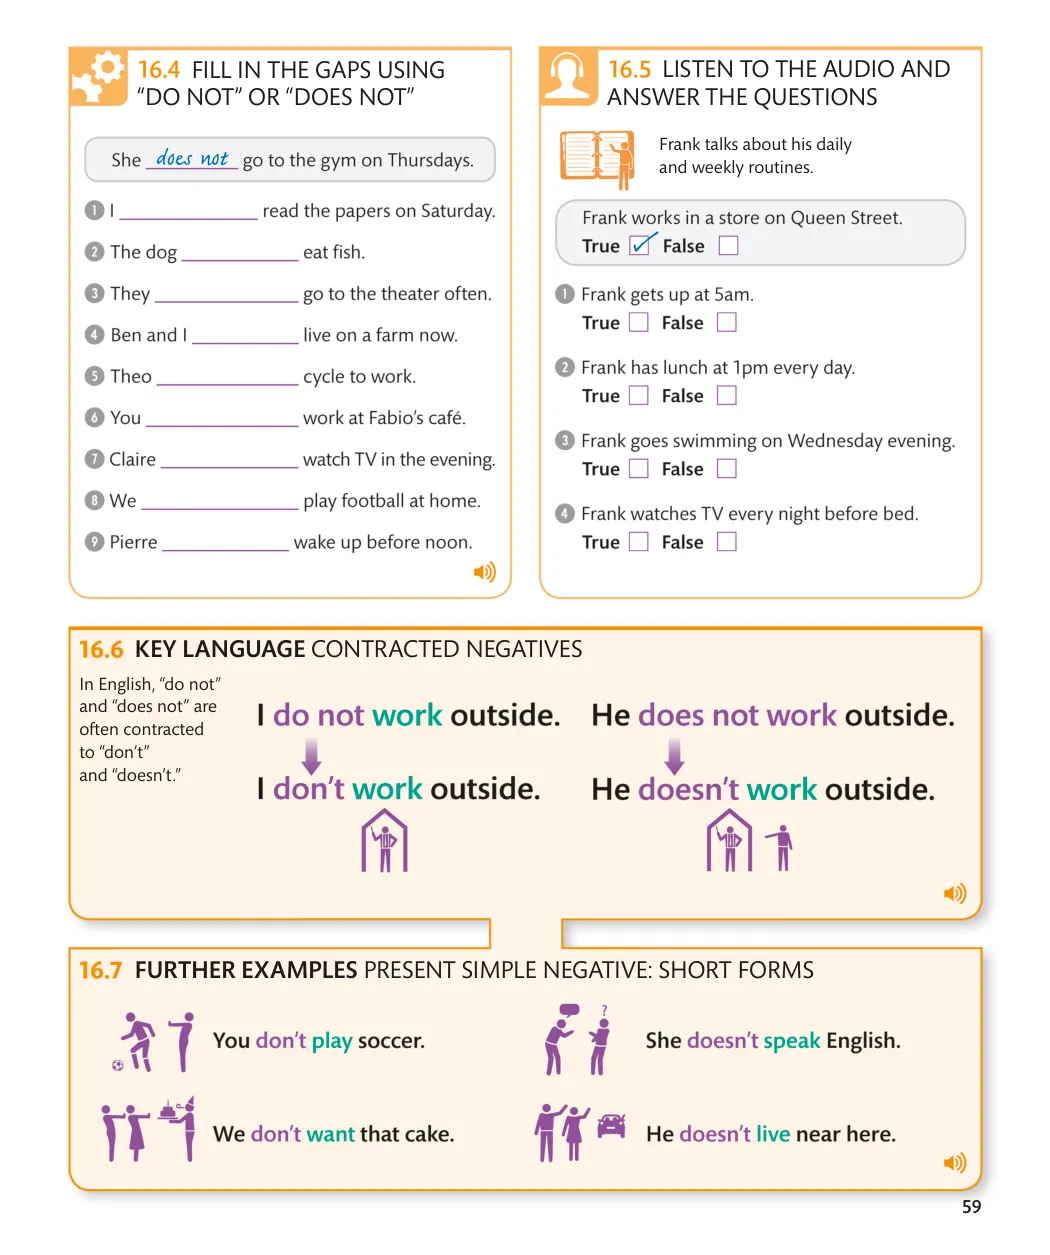 16.4 FILL IN THE GAPS USING
“DO NOT” OR “DOES NOT”
She does not go to the gym on Thursdays.
1 I ____ read the papers on Saturday.
2 The dog ____ eat fish.
3 They ____ go to the theater often.
4 Ben and I ____ live on a farm now.
5 Theo ____ cycle to work.
6 You ____ work at Fabio’s café.
7 Claire ____ watch TV in the evening.
8 We ____ play football at home.
9 Pierre ____ wake up before noon.
16.5 LISTEN TO THE AUDIO AND
ANSWER THE QUESTIONS
Frank talks about his daily
and weekly routines.
Frank works in a store on Queen Street.
True False
1 Frank gets up at 5am.
True False
2 Frank has lunch at 1pm every day.
True False
3 Frank goes swimming on Wednesday evening.
True False
4 Frank watches TV every night before bed.
True False
16.6 KEY LANGUAGE CONTRACTED NEGATIVES
In English, “do not”
and “does not” are
often contracted
to “don’t”
and “doesn’t.”
I do not work outside.
I don’t work outside.
He does not work outside.
He doesn’t work outside.
16.7 FURTHER EXAMPLES PRESENT SIMPLE NEGATIVE: SHORT FORMS
You don’t play soccer.
?
She doesn’t speak English.
We don’t want that cake.
He doesn’t live near here.
59